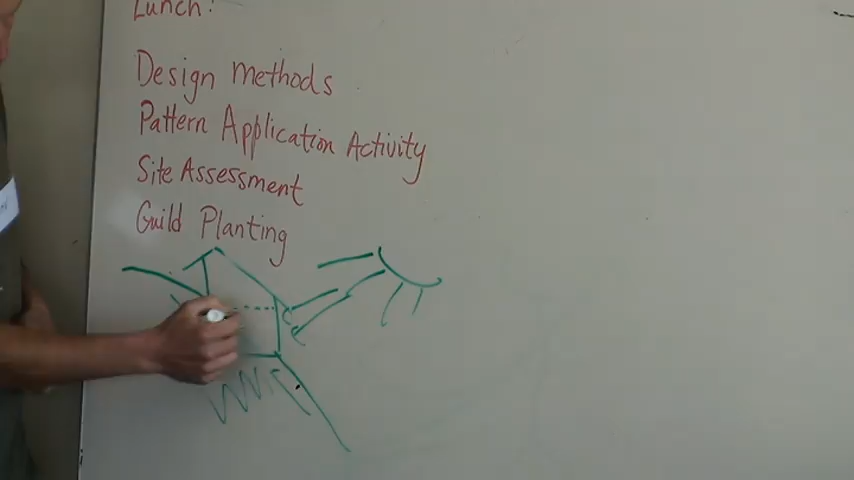 Lunch!
Design methods
Pattern Application Activity
Site Assessment
Guild Planting